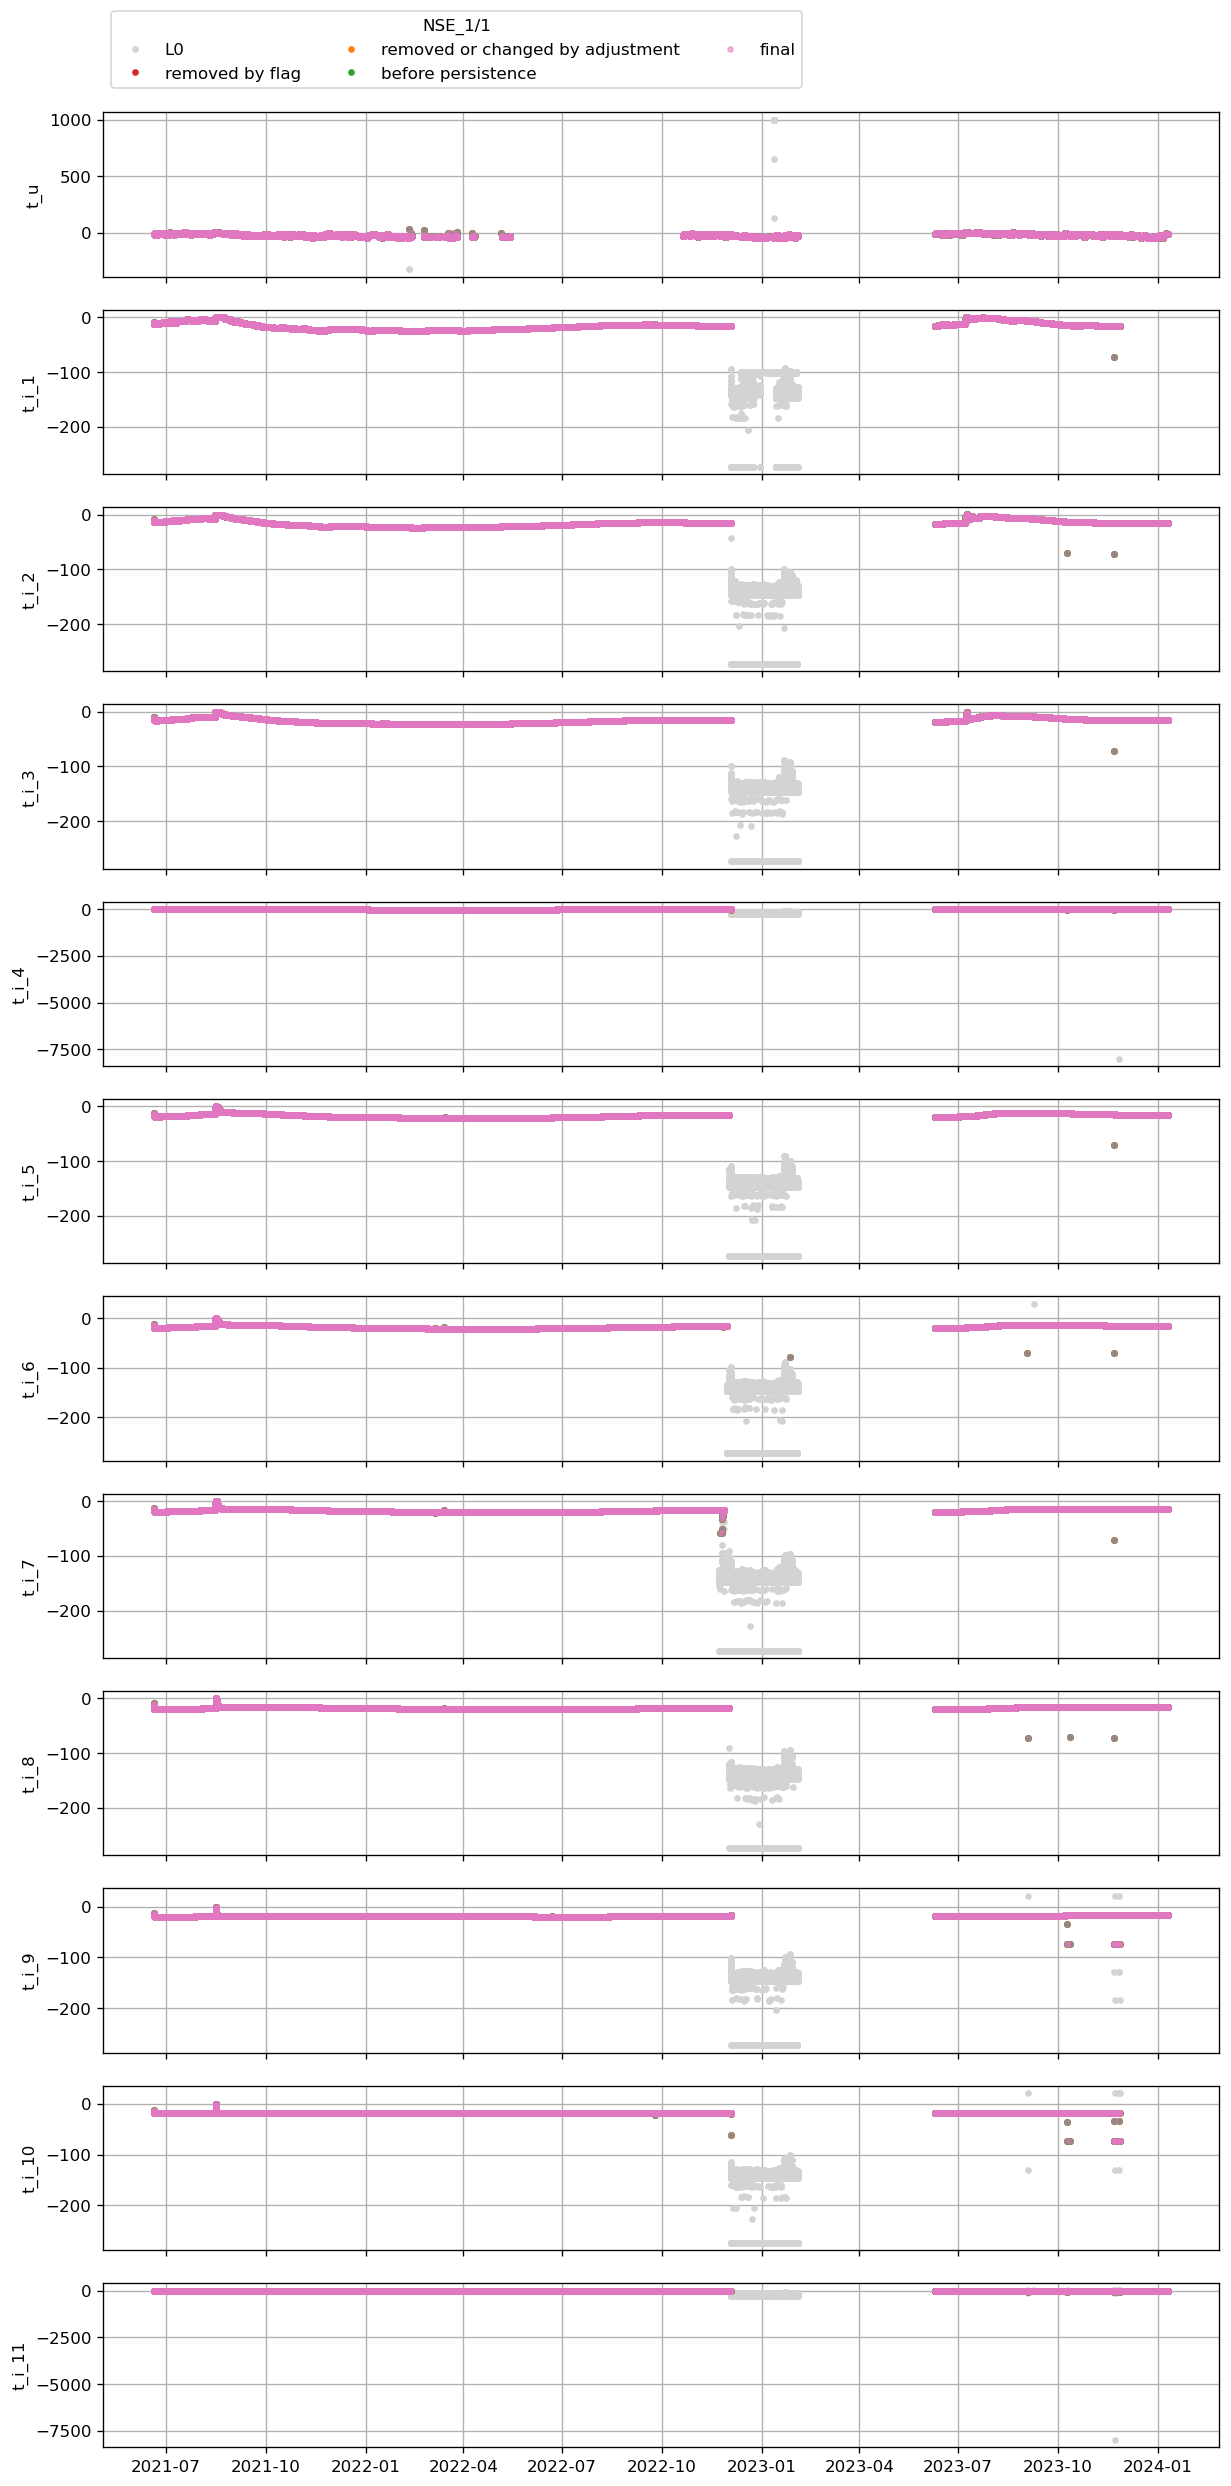 NSE_1/1
L0
removed or changed by adjustment
final
removed by flag
before persistence
1000
500
0
t_u
0
−100
−200
t_i_1
0
−100
−200
t_i_2
0
−100
−200
t_i_3
0
−2500
−5000
−7500
t_i_4
0
−100
−200
t_i_5
0
−100
−200
t_i_6
0
−100
−200
t_i_7
0
−100
−200
t_i_8
0
−100
−200
t_i_9
0
−100
−200
t_i_10
0
−2500
−5000
−7500
t_i_11
2021-07 2021-10 2022-01 2022-04 2022-07 2022-10 2023-01 2023-04 2023-07 2023-10 2024-01